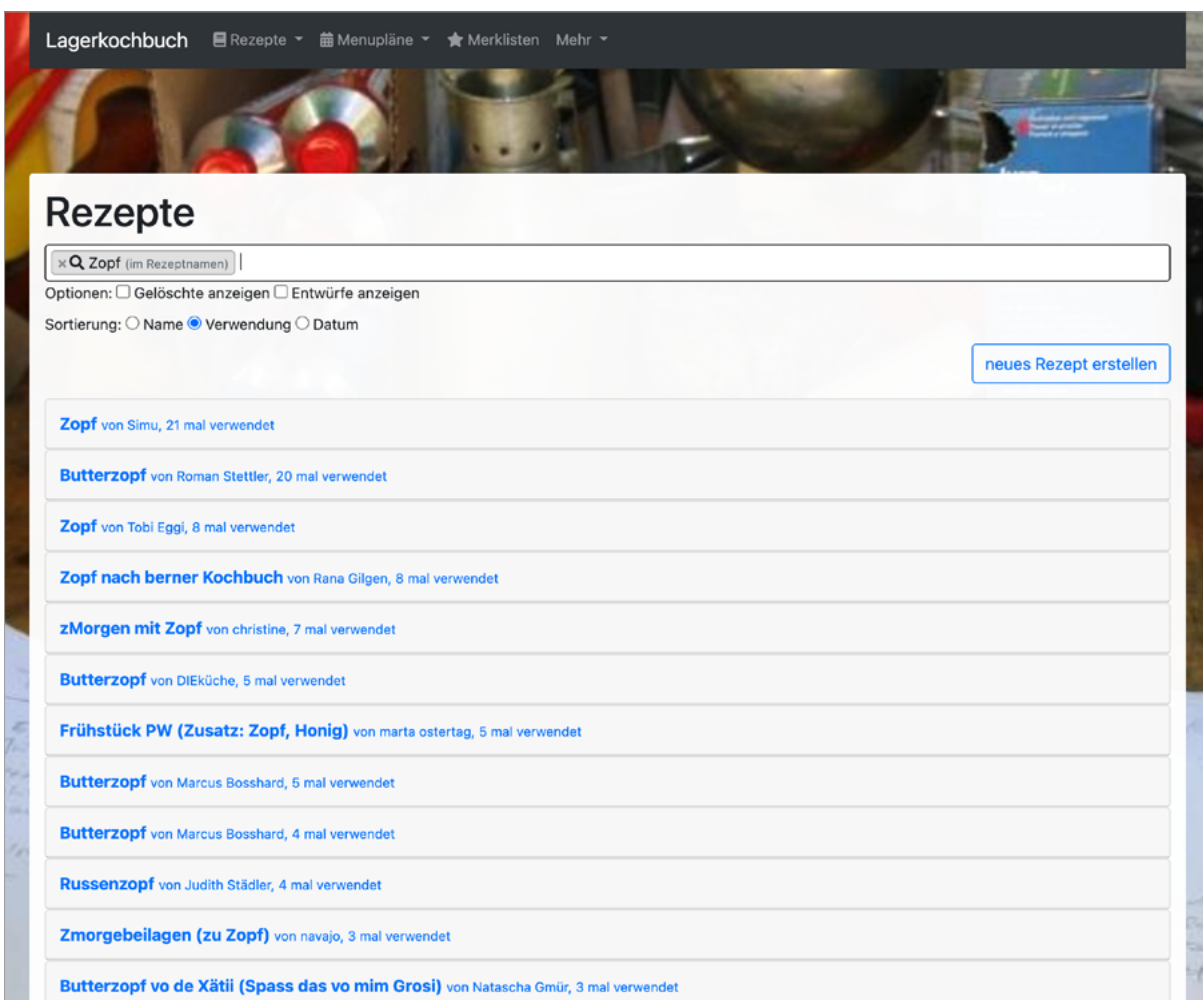 Lagerkochbuch Rezepte Menupläne Merklisten Mehr
Rezepte
× Zopf (im Rezeptnamen)
Optionen: Gelöschte anzeigen Entwürfe anzeigen
Sortierung: Name Verwendung Datum
neues Rezept erstellen
Zopf von Simu, 21 mal verwendet
Butterzopf von Roman Stettler, 20 mal verwendet
Zopf von Tobi Eggi, 8 mal verwendet
Zopf nach berner Kochbuch von Rana Gilgen, 8 mal verwendet
zMorgen mit Zopf von christine, 7 mal verwendet
Butterzopf von DIEküche, 5 mal verwendet
Frühstück PW (Zusatz: Zopf, Honig) von marta ostertag, 5 mal verwendet
Butterzopf von Marcus Bosshard, 5 mal verwendet
Butterzopf von Marcus Bosshard, 4 mal verwendet
Russenzopf von Judith Städler, 4 mal verwendet
Zmorgebeilagen (zu Zopf) von navajo, 3 mal verwendet
Butterzopf vo de Xätii (Spass das vo mim Grosi) von Natascha Gmür, 3 mal verwendet